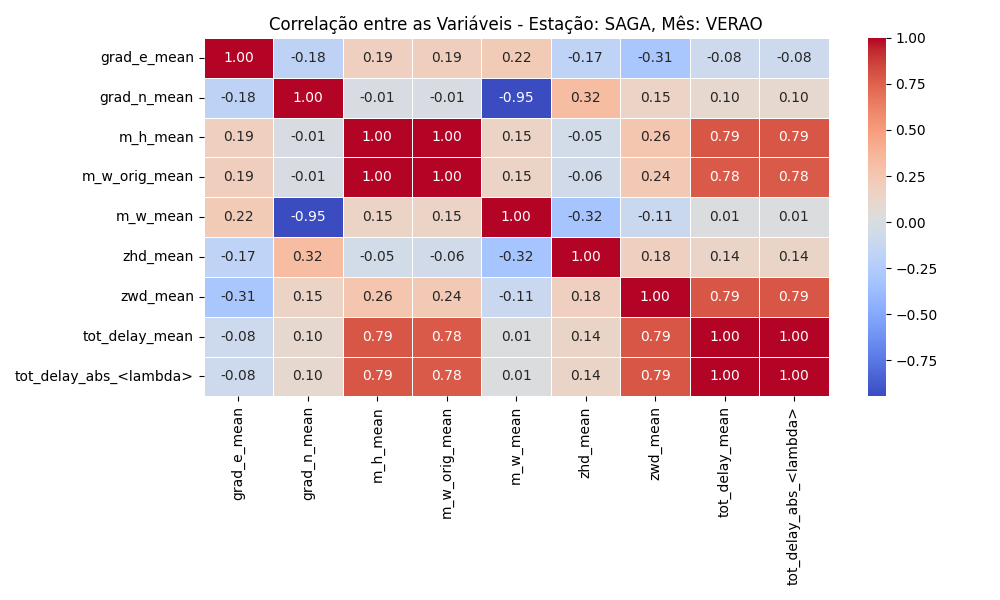 Correlação entre as Variáveis - Estação: SAGA, Mês: VERAO
grad_e_mean 1.00 -0.18 0.19 0.19 0.22 -0.17 -0.31 -0.08 -0.08
grad_n_mean -0.18 1.00 -0.01 -0.01 -0.95 0.32 0.15 0.10 0.10
m_h_mean 0.19 -0.01 1.00 1.00 0.15 -0.05 0.26 0.79 0.79
m_w_orig_mean 0.19 -0.01 1.00 1.00 0.15 -0.06 0.24 0.78 0.78
m_w_mean 0.22 -0.95 0.15 0.15 1.00 -0.32 -0.11 0.01 0.01
zhd_mean -0.17 0.32 -0.05 -0.06 -0.32 1.00 0.18 0.14 0.14
zwd_mean -0.31 0.15 0.26 0.24 -0.11 0.18 1.00 0.79 0.79
tot_delay_mean -0.08 0.10 0.79 0.78 0.01 0.14 0.79 1.00 1.00
tot_delay_abs_<lambda> -0.08 0.10 0.79 0.78 0.01 0.14 0.79 1.00 1.00
grad_e_mean
grad_n_mean
m_h_mean
m_w_orig_mean
m_w_mean
zhd_mean
zwd_mean
tot_delay_mean
tot_delay_abs_<lambda>
1.00
0.75
0.50
0.25
0.00
−0.25
−0.50
−0.75